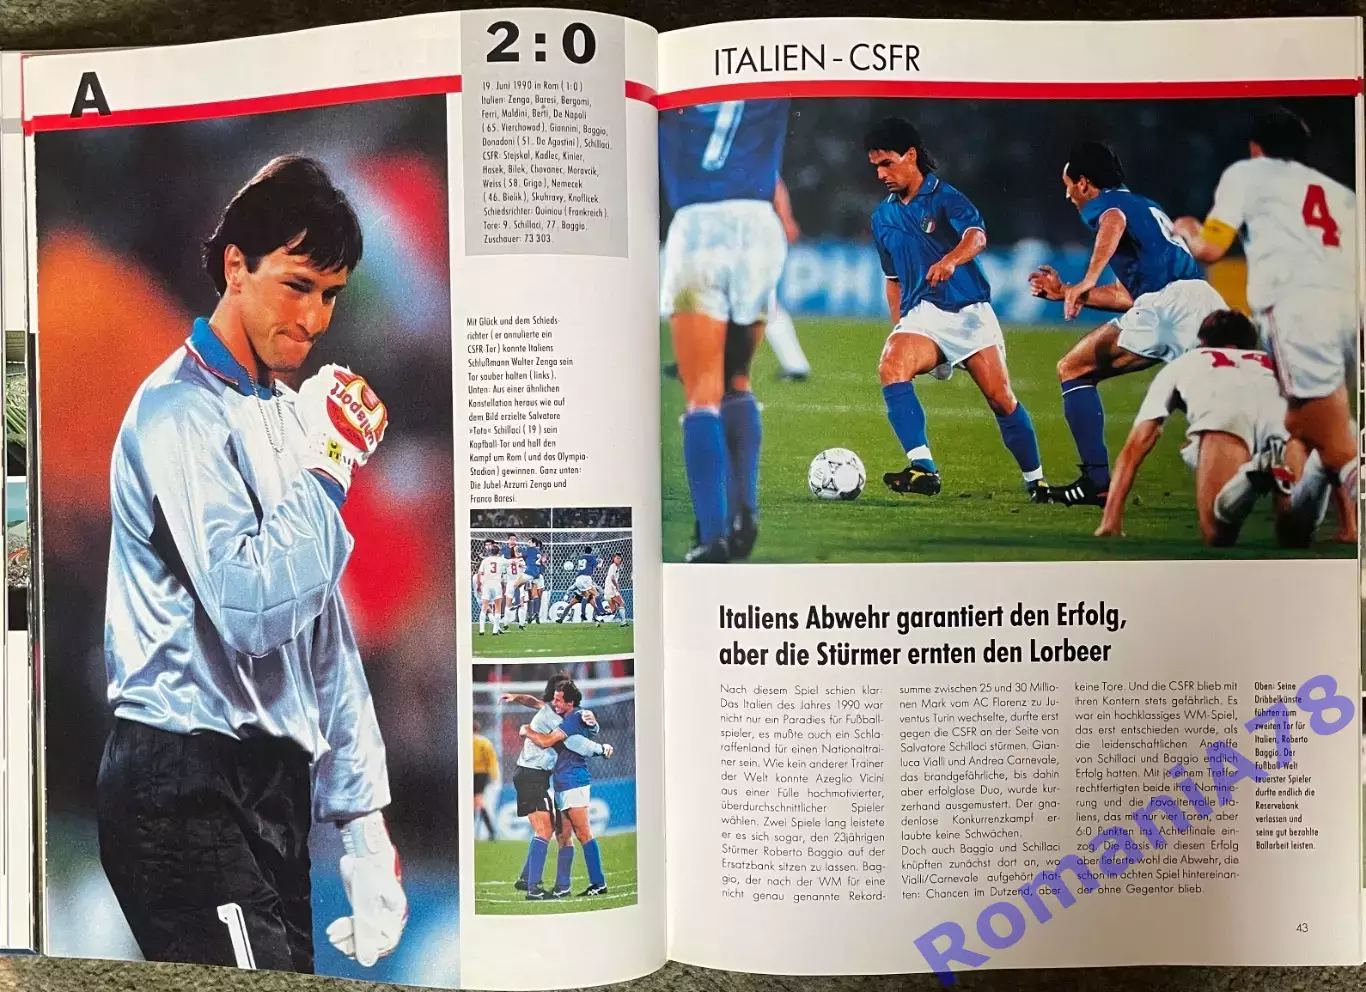 A
2:0
19. Juni 1990 in Rom (1:0)
Italien: Zenga, Baresi, Bergomi,
Ferri, Maldini, Berti, De Napoli
(65. Vierchowod), Giannini, Baggio,
Donadoni (51. De Agostini), Schillaci.
CSFR: Stejskal, Kadlec, Kinier,
Hasek, Bilek, Chovanec, Moravcik,
Weiss (58. Griga), Nemecek
(46. Bielik), Skuhravy, Knoflicek
Schiedsrichter: Quiniou (Frankreich).
Tore: 9. Schillaci, 77. Baggio.
Zuschauer: 73 303.
Mit Glück und dem Schieds-
richter (er annulierte ein
CSFR-Tor) konnte Italiens
Schlußmann Walter Zenga sein
Tor sauber halten (links).
Unten: Aus einer ähnlichen
Konstellation heraus wie auf
dem Bild erzielte Salvatore
»Toto« Schillaci (19) sein
Kopfball-Tor und half den
Kampf um Rom (und das Olympia-
Stadion) gewinnen. Ganz unten:
Die Jubel-Azzurri Zenga und
Franco Baresi.
uhlsport
ITALIA
1
3
8
19
ITALIEN – CSFR
7
PH
4
14
Italiens Abwehr garantiert den Erfolg,
aber die Stürmer ernten den Lorbeer
Nach diesem Spiel schien klar:
Das Italien des Jahres 1990 war
nicht nur ein Paradies für Fußball-
spieler, es mußte auch ein Schla-
raffenland für einen Nationaltrai-
ner sein. Wie kein anderer Trainer
der Welt konnte Azeglio Vicini
aus einer Fülle hochmotivierter,
überdurchschnittlicher Spieler
wählen. Zwei Spiele lang leistete
er es sich sogar, den 23jährigen
Stürmer Roberto Baggio auf der
Ersatzbank sitzen zu lassen. Bag-
gio, der nach der WM für eine
nicht genau genannte Rekord-
summe zwischen 25 und 30 Millio-
nen Mark vom AC Florenz zu Ju-
ventus Turin wechselte, durfte erst
gegen die CSFR an der Seite von
Salvatore Schillaci stürmen. Gian-
luca Vialli und Andrea Carnevale,
das brandgefährliche, bis dahin
aber erfolglose Duo, wurde kur-
zerhand ausgemustert. Der gna-
denlose Konkurrenzkampf er-
laubte keine Schwächen.
Doch auch Baggio und Schillaci
knüpften zunächst dort an, wo
Vialli/Carnevale aufgehört hat-
ten: Chancen im Dutzend, aber
keine Tore. Und die CSFR blieb mit
ihren Kontern stets gefährlich. Es
war ein hochklassiges WM-Spiel,
das erst entschieden wurde, als
die leidenschaftlichen Angriffe
von Schillaci und Baggio endlich
Erfolg hatten. Mit je einem Treffer
rechtfertigten beide ihre Nominie-
rung und die Favoritenrolle Ita-
liens, das mit nur vier Toren, aber
6:0 Punkten ins Achtelfinale ein-
zog. Die Basis für diesen Erfolg
aber lieferte wohl die Abwehr, die
schon im achten Spiel hintereinan-
der ohne Gegentor blieb.
Oben: Seine
Dribbelkünste
führten zum
zweiten Tor für
Italien, Roberto
Baggio. Der
Fußball-Welt
teuerster Spieler
durfte endlich die
Reservebank
verlassen und
seine gut bezahlte
Ballarbeit leisten.
43
RomaniA78